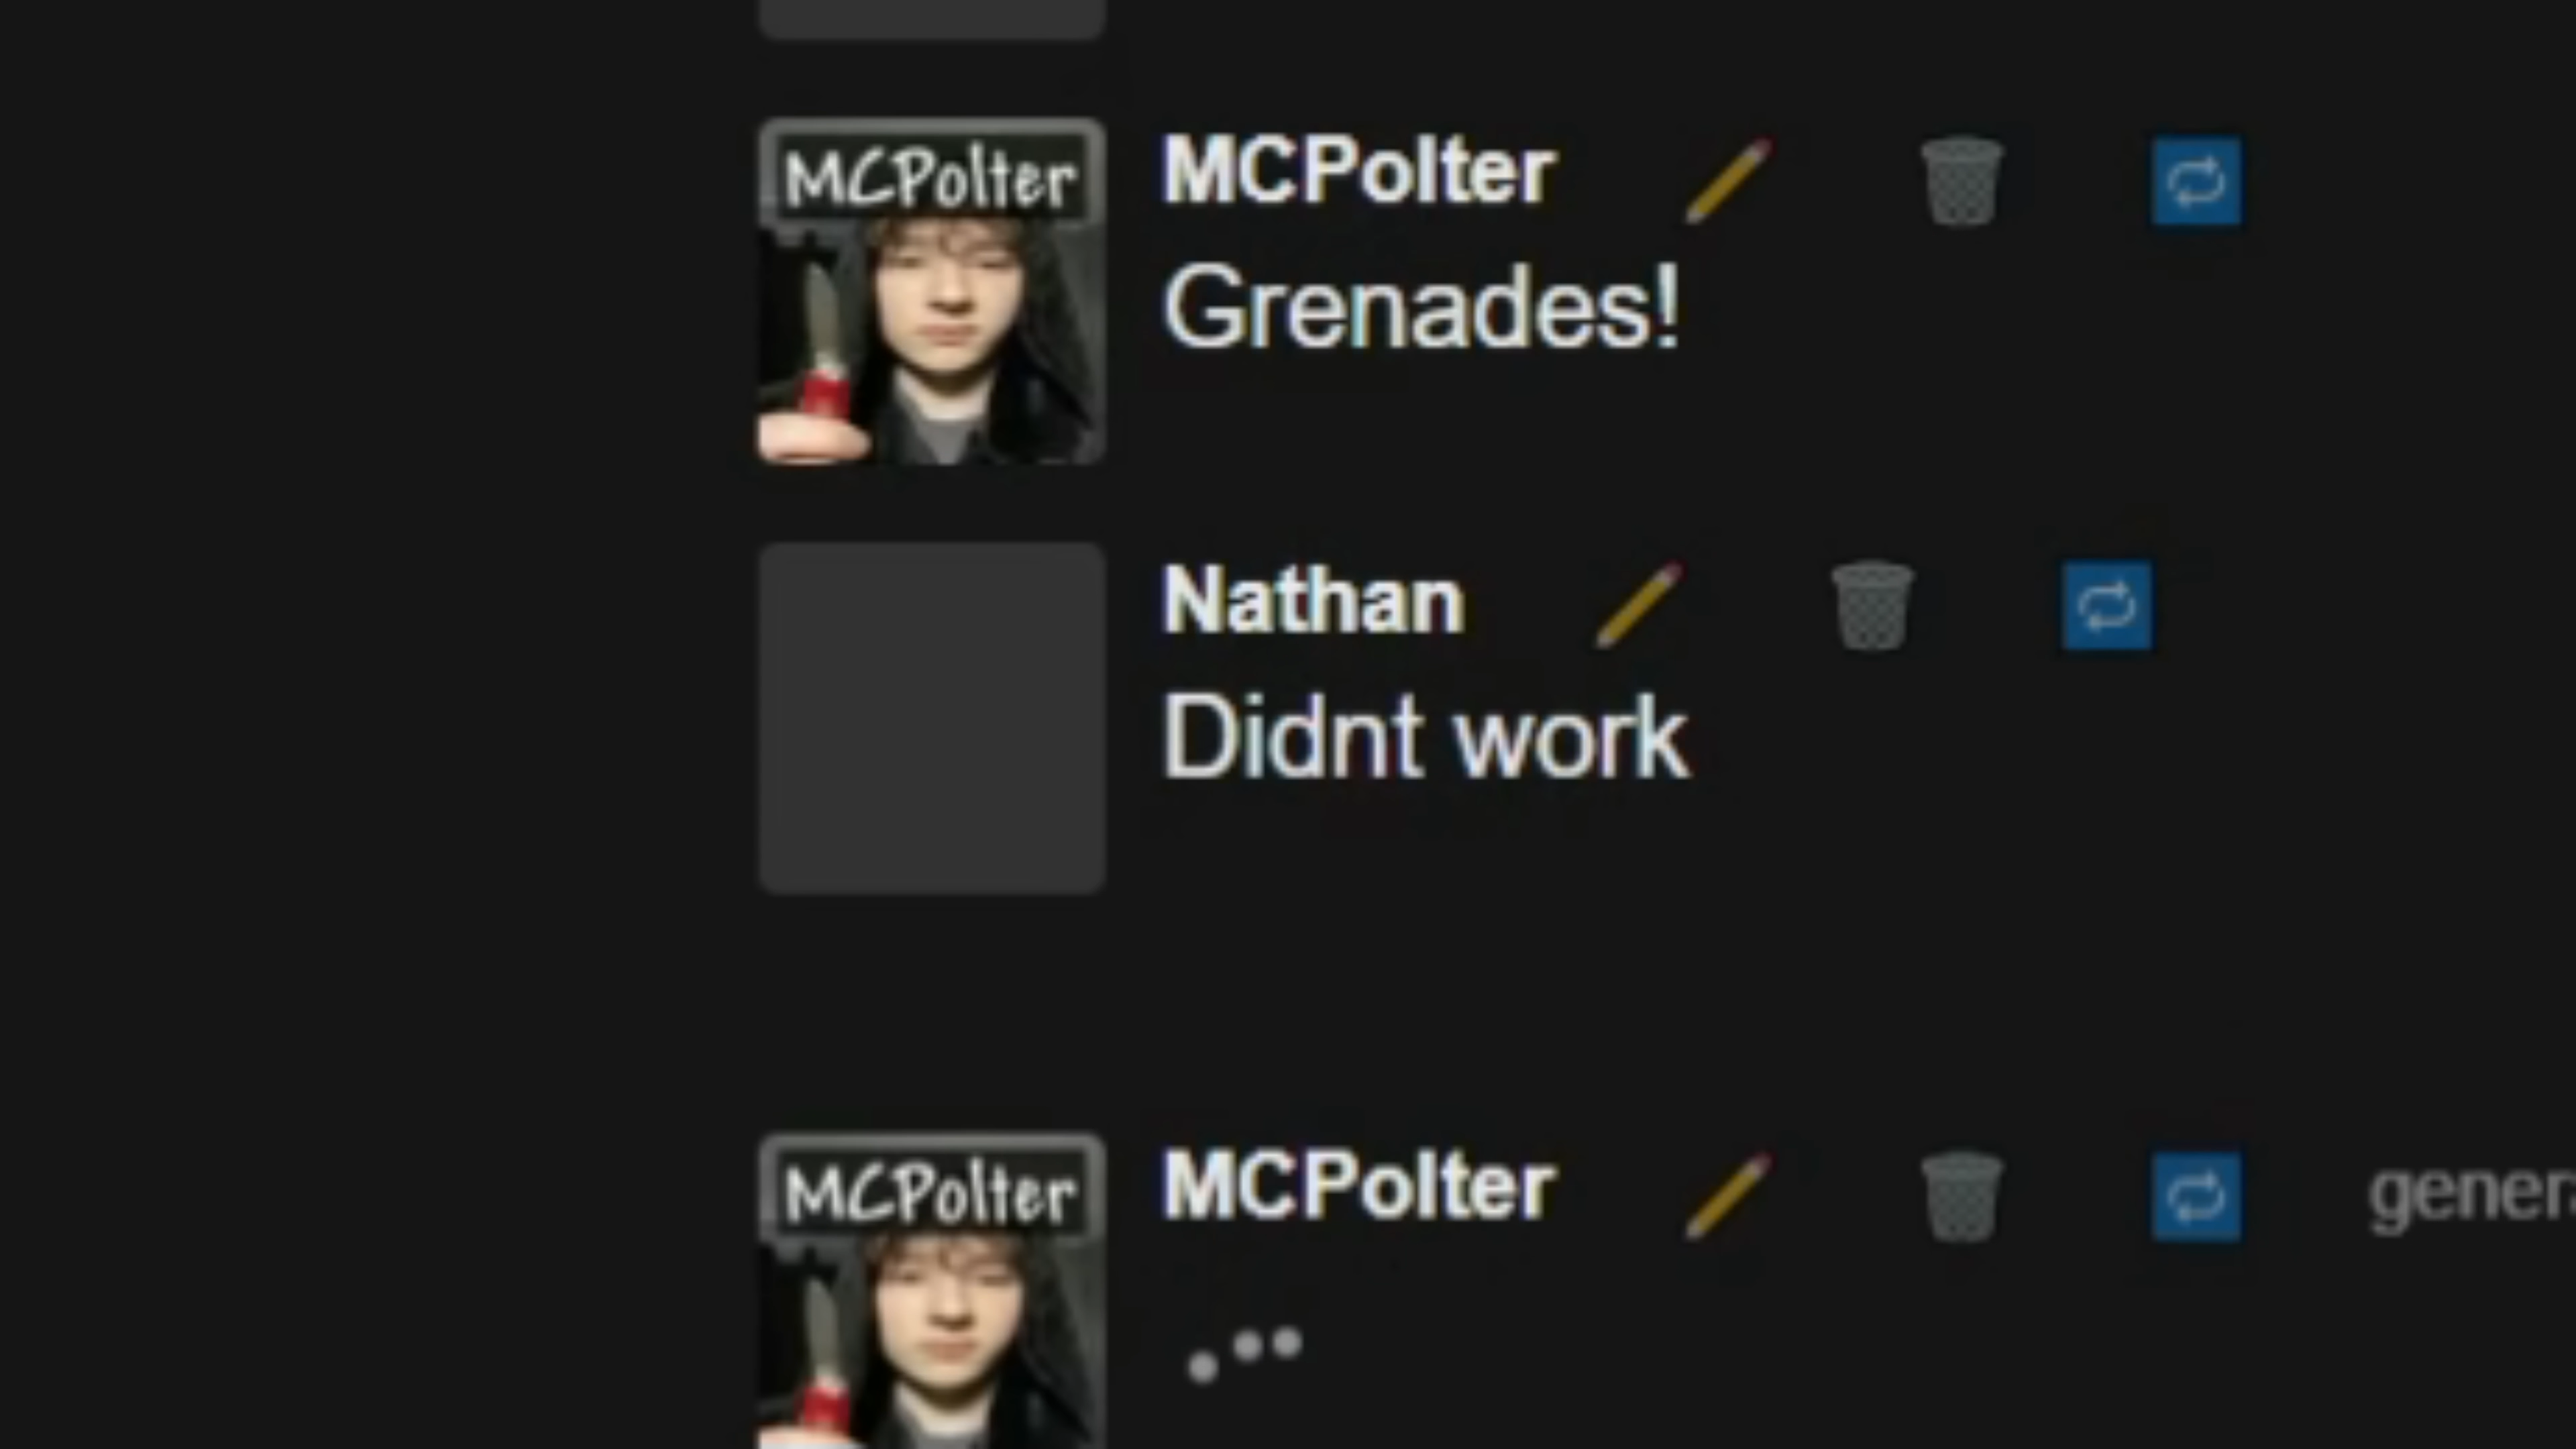 MCPolter
MCPolter
Grenades!
Nathan
Didnt work
MCPolter
MCPolter